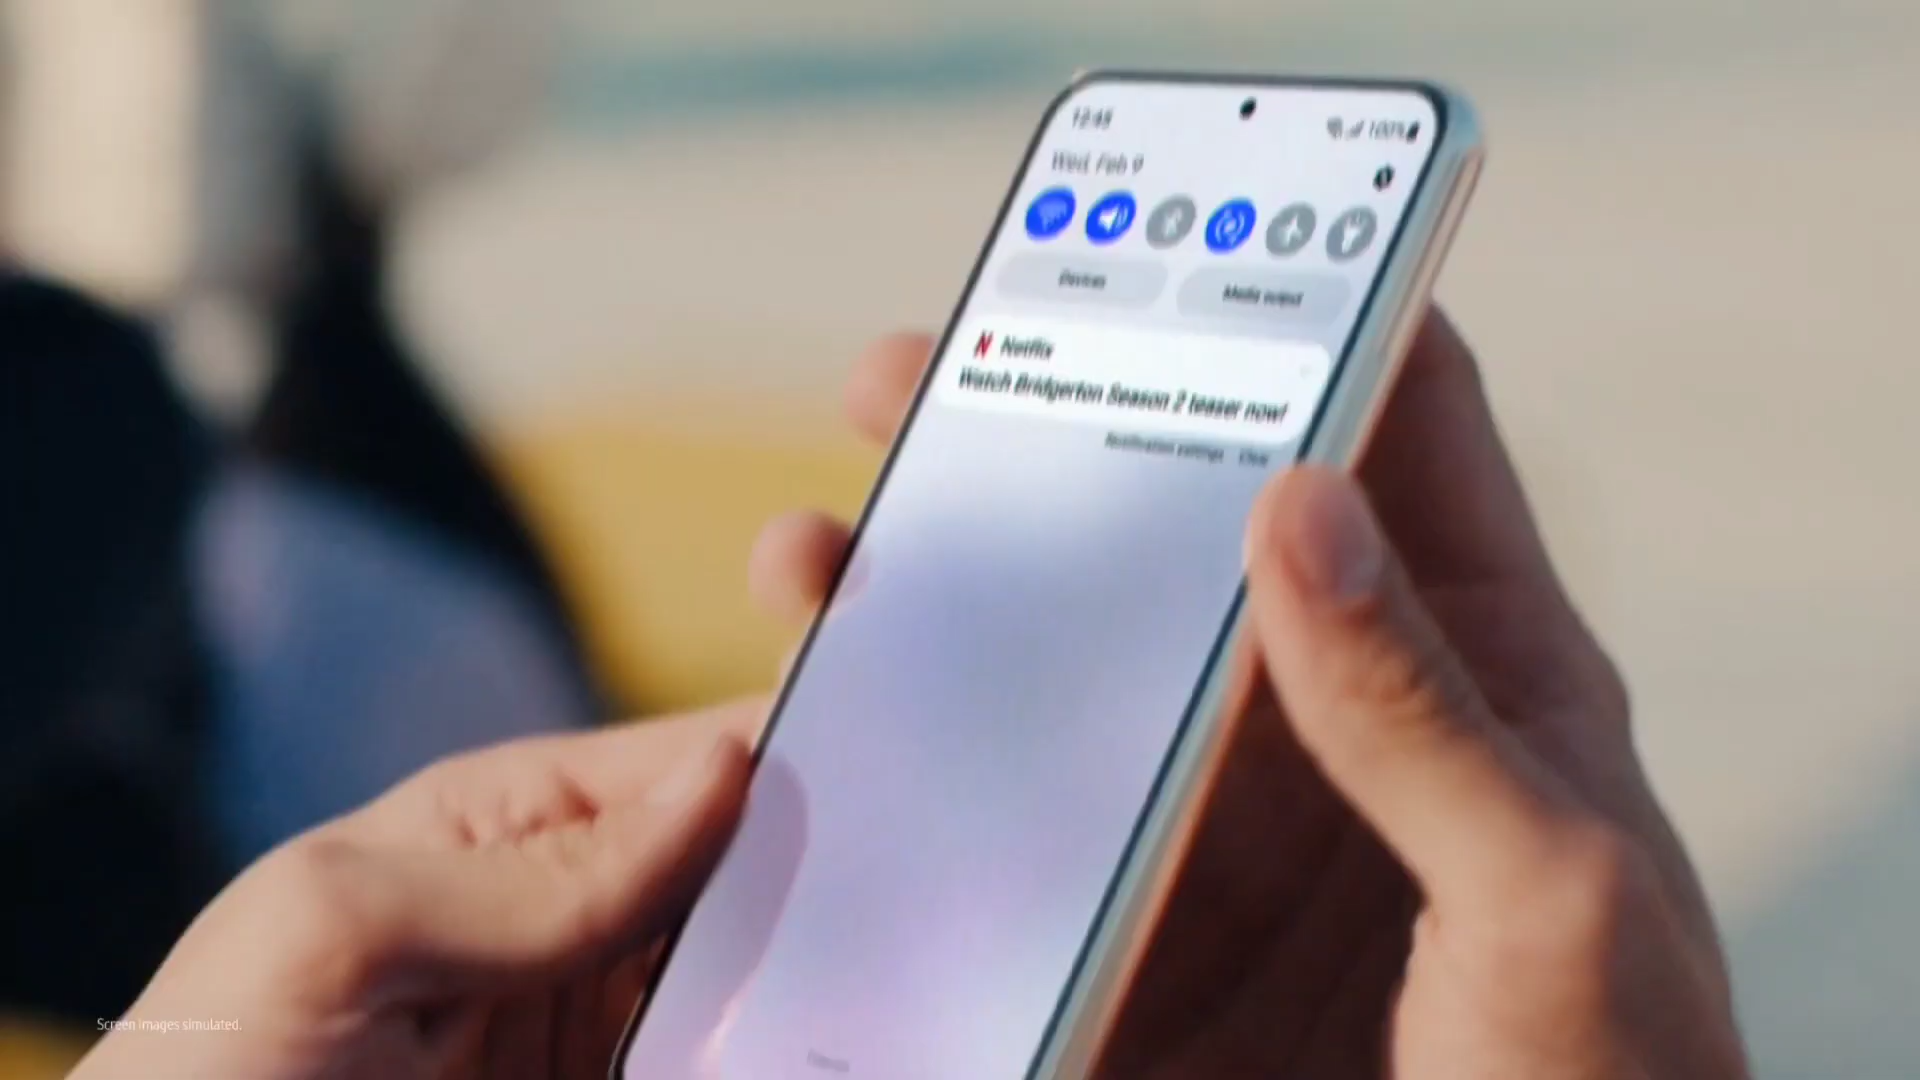 12:45
100%
Wed, Feb 9
Devices
Media output
Netflix
Watch Bridgerton Season 2 teaser now!
Notification settings
Clear
Screen images simulated.